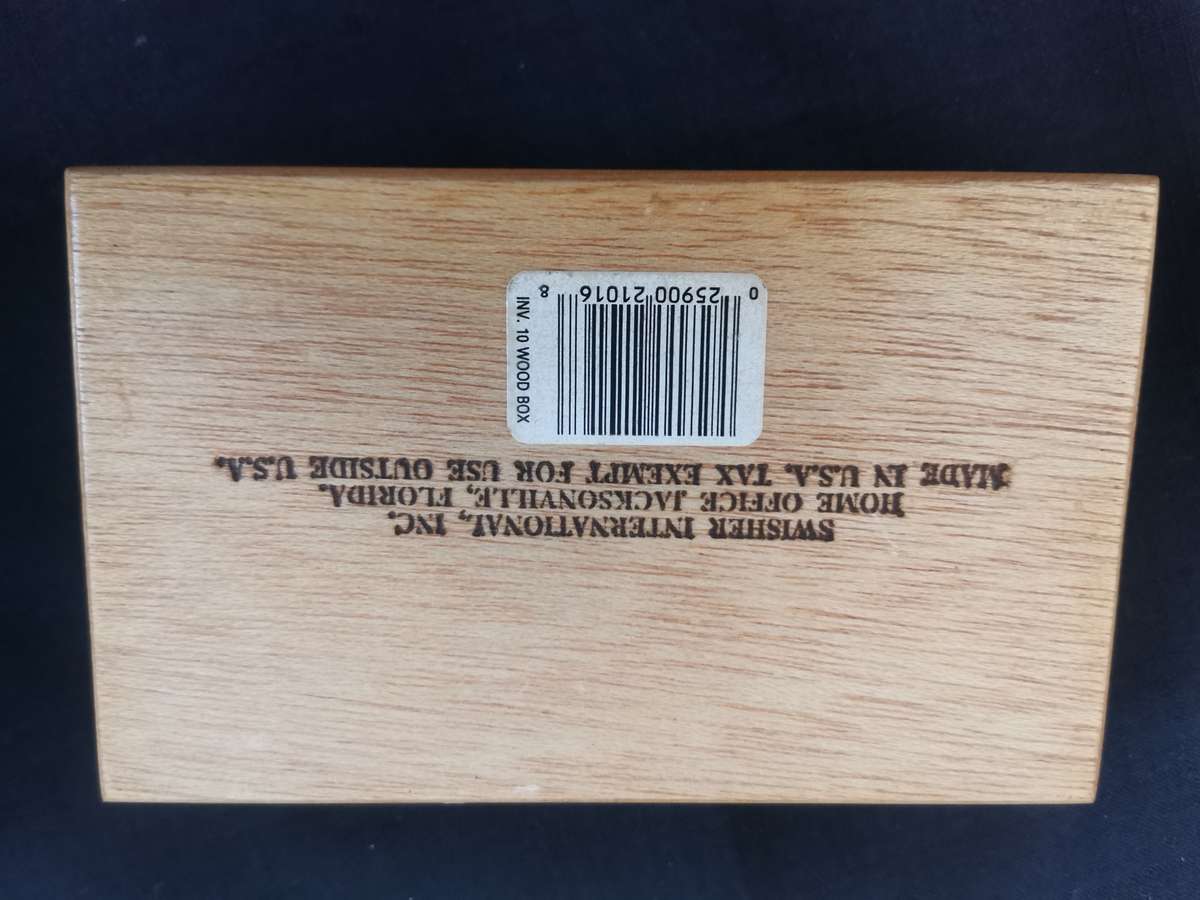 SWISHER INTERNATIONAL, INC.
HOME OFFICE JACKSONVILLE, FLORIDA.
MADE IN U.S.A. TAX EXEMPT FOR USE OUTSIDE U.S.A.
0 25900 21016 8
INV. 10 WOOD BOX